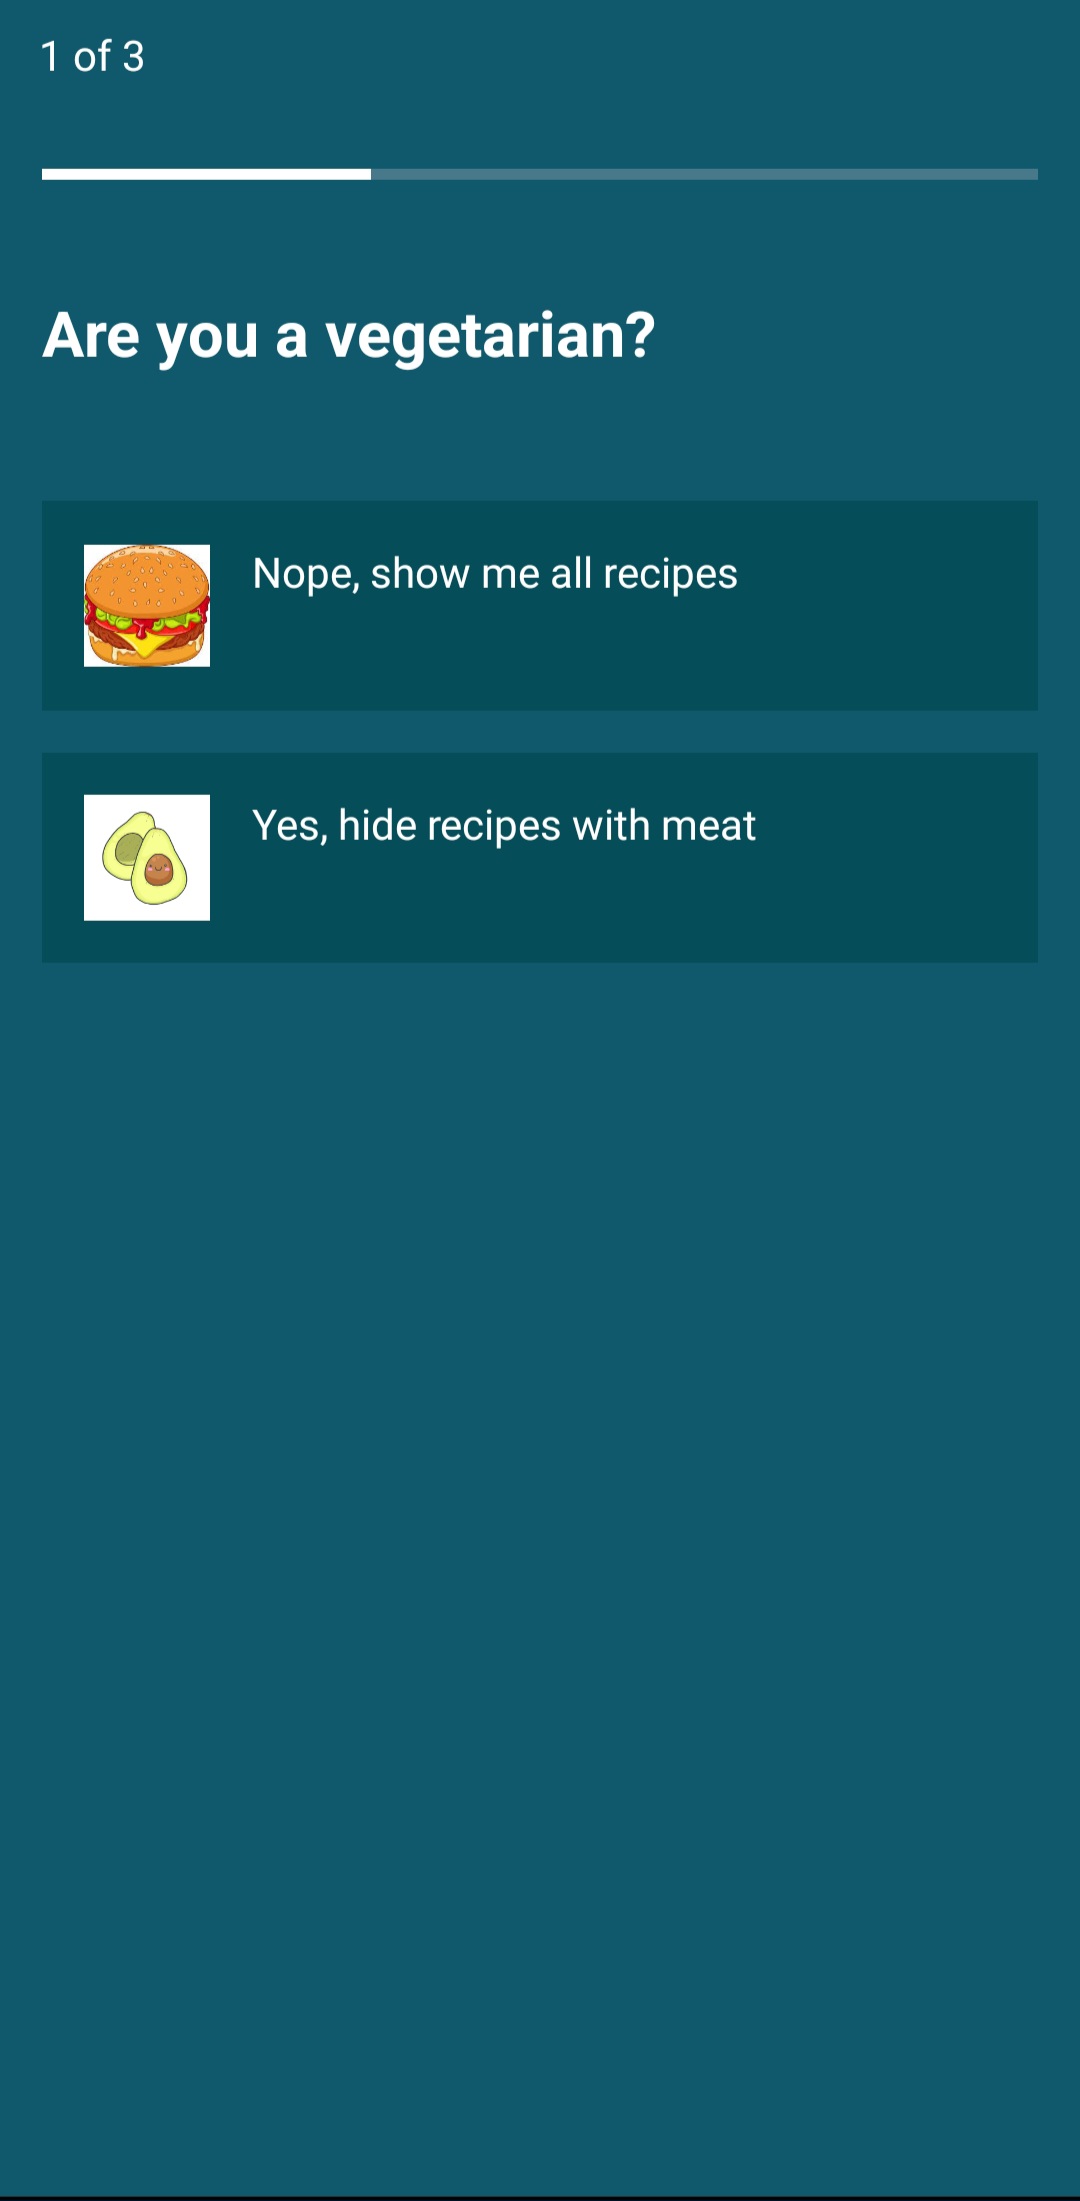 1 of 3
Are you a vegetarian?
Nope, show me all recipes
Yes, hide recipes with meat